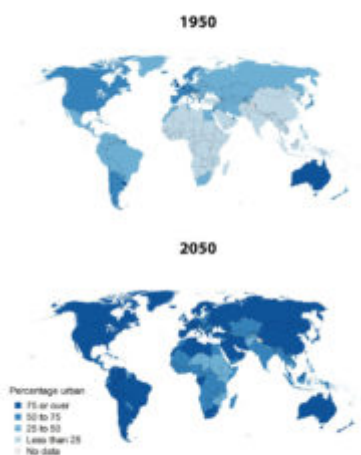 1950
2050
Percentage urban
75 or over
50 to 75
25 to 50
Less than 25
No data